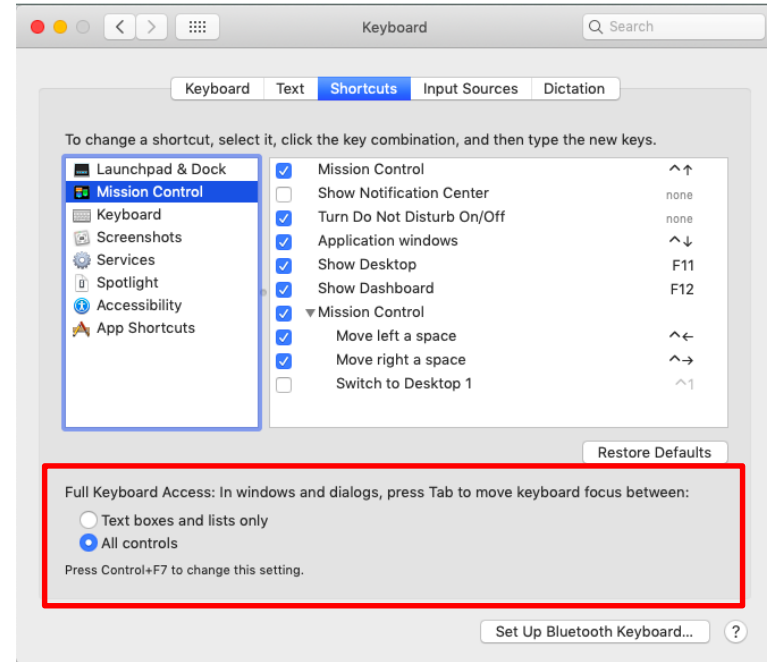 Keyboard
Search
Keyboard Text Shortcuts Input Sources Dictation
To change a shortcut, select it, click the key combination, and then type the new keys.
Launchpad & Dock
Mission Control
Keyboard
Screenshots
Services
Spotlight
Accessibility
App Shortcuts
Mission Control ^↑
Show Notification Center none
Turn Do Not Disturb On/Off none
Application windows ^↓
Show Desktop F11
Show Dashboard F12
Mission Control
Move left a space ^←
Move right a space ^→
Switch to Desktop 1 ^1
Restore Defaults
Full Keyboard Access: In windows and dialogs, press Tab to move keyboard focus between:
Text boxes and lists only
All controls
Press Control+F7 to change this setting.
Set Up Bluetooth Keyboard... ?